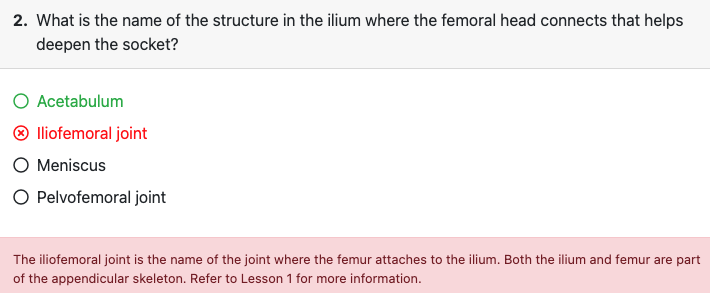 2. What is the name of the structure in the ilium where the femoral head connects that helps
deepen the socket?
Acetabulum
Iliofemoral joint
Meniscus
Pelvofemoral joint
The iliofemoral joint is the name of the joint where the femur attaches to the ilium. Both the ilium and femur are part
of the appendicular skeleton. Refer to Lesson 1 for more information.